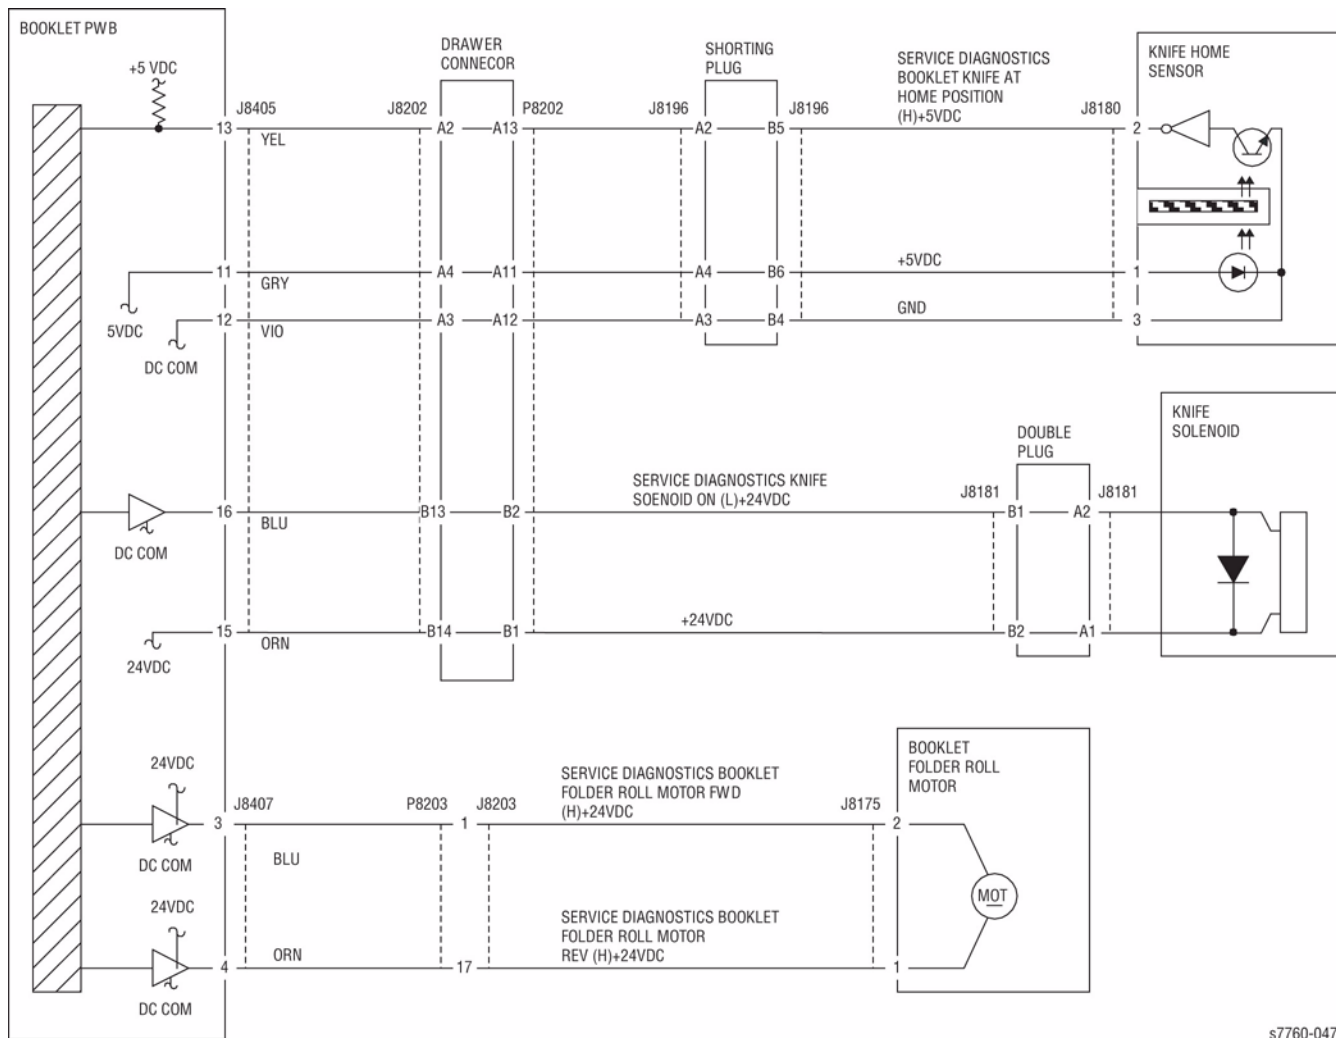 BOOKLET PWB
+5 VDC
DRAWER
CONNECOR
SHORTING
PLUG
SERVICE DIAGNOSTICS
BOOKLET KNIFE AT
HOME POSITION
(H)+5VDC
KNIFE HOME
SENSOR
J8405
J8202
P8202
J8196
J8196
J8180
13
YEL
A2
A13
A2
B5
2
11
GRY
A4
A11
A4
B6
+5VDC
1
5VDC
12
VIO
A3
A12
A3
B4
GND
3
DC COM
KNIFE
SOLENOID
DOUBLE
PLUG
SERVICE DIAGNOSTICS KNIFE
SOENOID ON (L)+24VDC
J8181
J8181
16
BLU
B13
B2
B1
A2
DC COM
15
ORN
B14
B1
+24VDC
B2
A1
24VDC
24VDC
SERVICE DIAGNOSTICS BOOKLET
FOLDER ROLL MOTOR FWD
(H)+24VDC
BOOKLET
FOLDER ROLL
MOTOR
J8407
P8203
J8203
J8175
3
BLU
1
2
DC COM
MOT
24VDC
SERVICE DIAGNOSTICS BOOKLET
FOLDER ROLL MOTOR
REV (H)+24VDC
4
ORN
17
1
DC COM
s7760-047